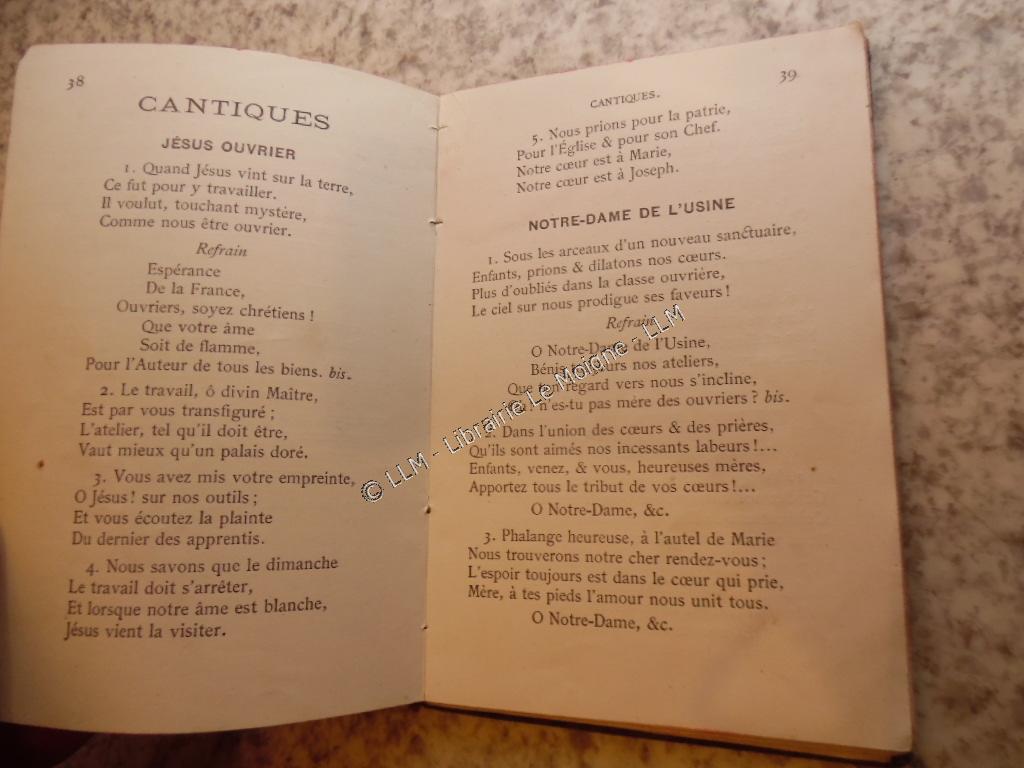 38
CANTIQUES
JÉSUS OUVRIER
1. Quand Jésus vint sur la terre,
Ce fut pour y travailler.
Il voulut, touchant mystère,
Comme nous être ouvrier.
Refrain
Espérance
De la France,
Ouvriers, soyez chrétiens !
Que votre âme
Soit de flamme,
Pour l'Auteur de tous les biens. bis.
2. Le travail, ô divin Maître,
Est par vous transfiguré ;
L'atelier, tel qu'il doit être,
Vaut mieux qu'un palais doré.
3. Vous avez mis votre empreinte,
O Jésus ! sur nos outils ;
Et vous écoutez la plainte
Du dernier des apprentis.
4. Nous savons que le dimanche
Le travail doit s'arrêter,
Et lorsque notre âme est blanche,
Jésus vient la visiter.
CANTIQUES.
39
5. Nous prions pour la patrie,
Pour l'Église & pour son Chef.
Notre cœur est à Marie,
Notre cœur est à Joseph.
NOTRE-DAME DE L'USINE
1. Sous les arceaux d'un nouveau sanctuaire,
Enfants, prions & dilatons nos cœurs.
Plus d'oubliés dans la classe ouvrière,
Le ciel sur nous prodigue ses faveurs !
Refrain
O Notre-Dame de l'Usine,
Bénis toujours nos ateliers,
Que ton regard vers nous s'incline,
n'es-tu pas mère des ouvriers ? bis.
2. Dans l'union des cœurs & des prières,
Qu'ils sont aimés nos incessants labeurs !...
Enfants, venez, & vous, heureuses mères,
Apportez tous le tribut de vos cœurs !...
O Notre-Dame, &c.
3. Phalange heureuse, à l'autel de Marie
Nous trouverons notre cher rendez-vous ;
L'espoir toujours est dans le cœur qui prie,
Mère, à tes pieds l'amour nous unit tous.
O Notre-Dame, &c.
© LLM - Librairie Le Moigne - LLM